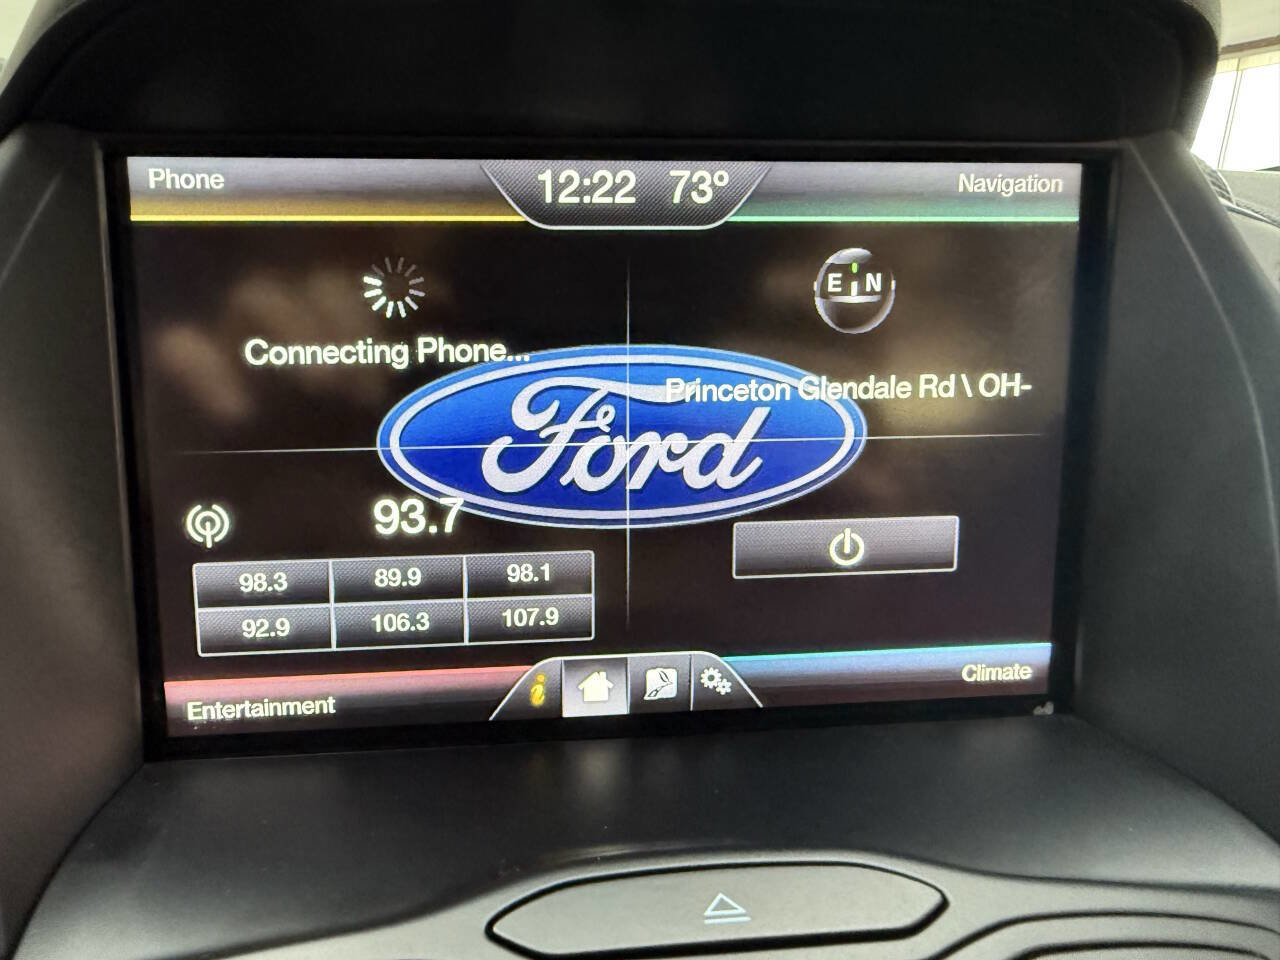 Phone
12:22 73º
Navigation
E N
Connecting Phone...
Princeton Glendale Rd \ OH-
Ford
93.7
98.3 89.9 98.1
92.9 106.3 107.9
Entertainment
i
Climate